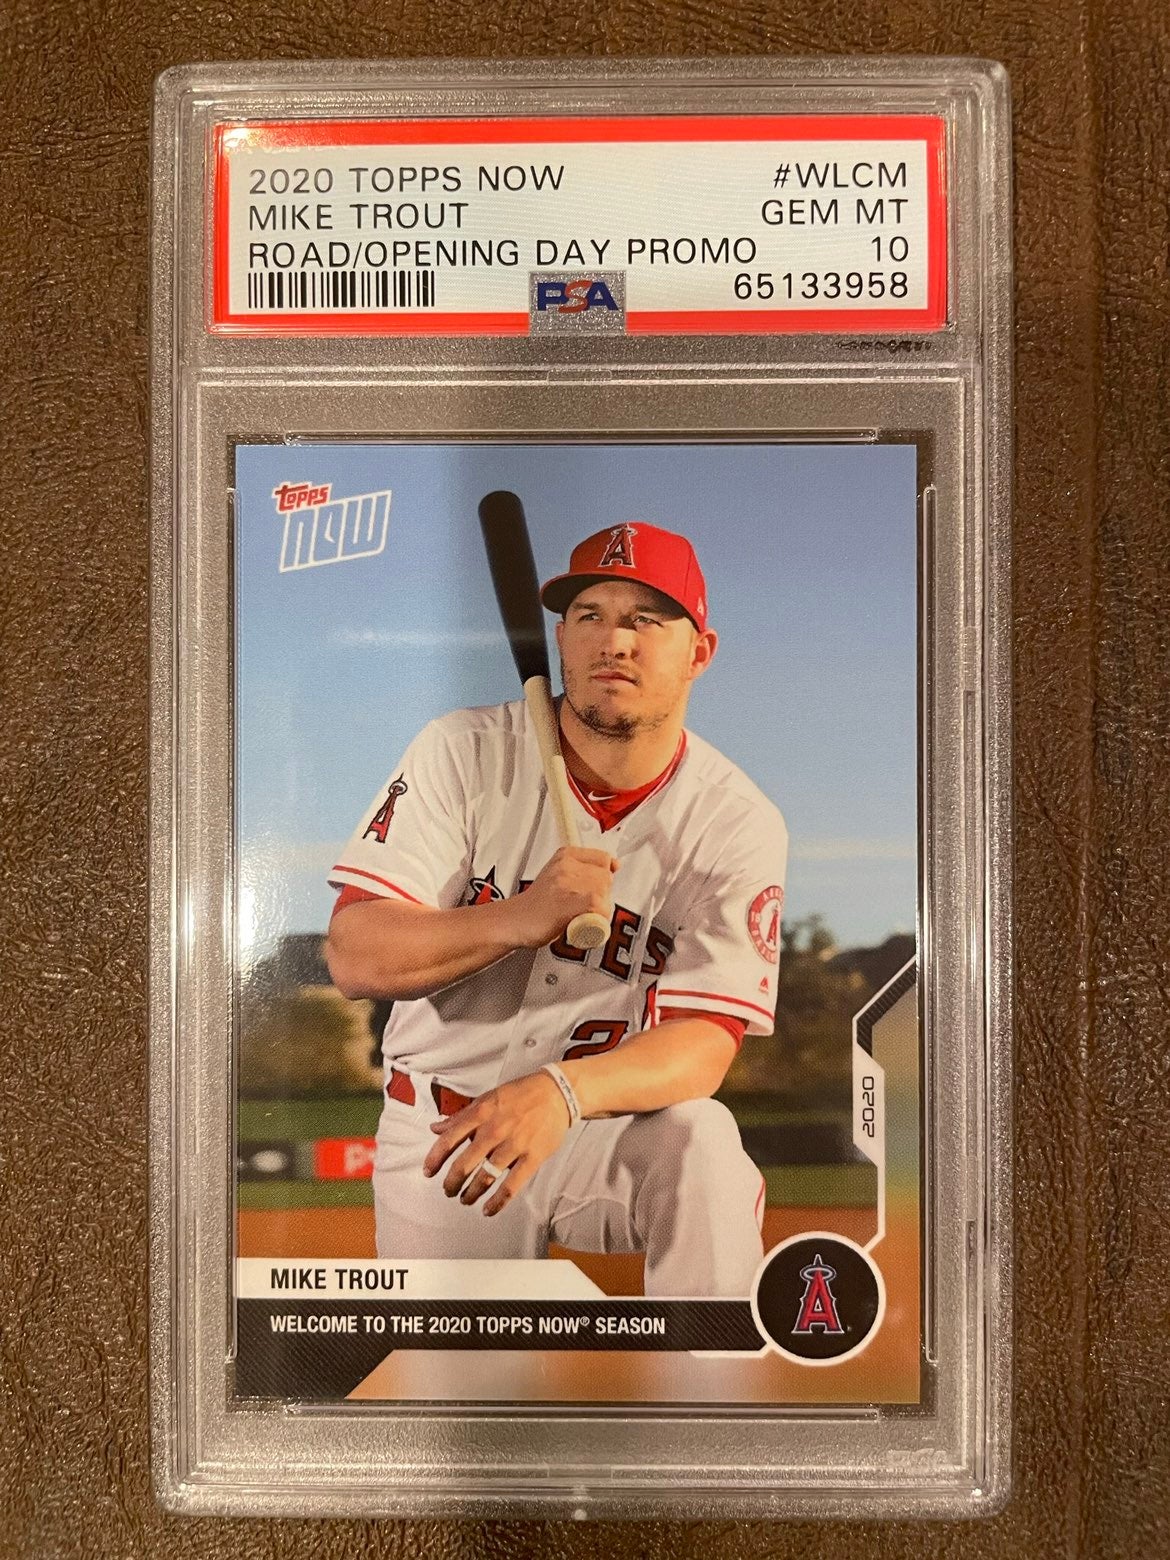 2020 TOPPS NOW #WLCM
MIKE TROUT GEM MT
ROAD/OPENING DAY PROMO 10
65133958
PSA
TOPPS
NOW
2020
MIKE TROUT
WELCOME TO THE 2020 TOPPS NOW® SEASON
A